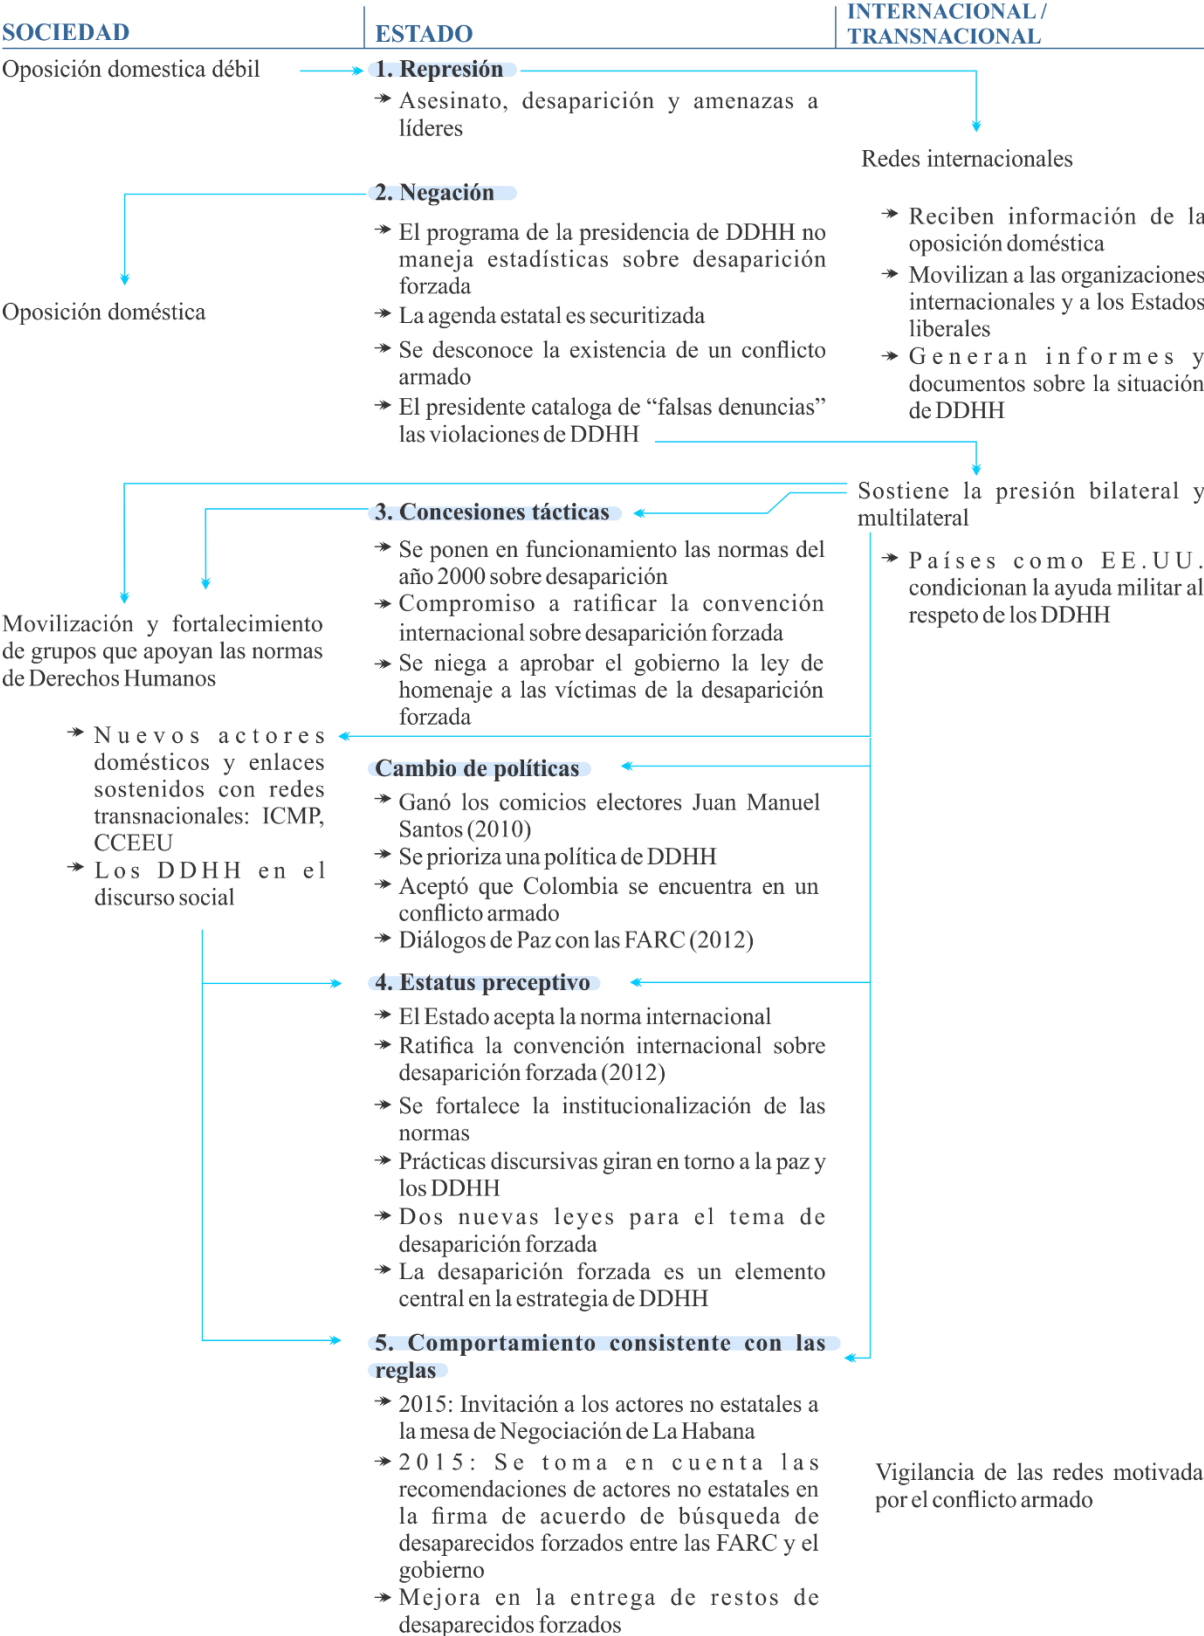 SOCIEDAD
ESTADO
INTERNACIONAL /
TRANSNACIONAL
Oposición domestica débil
1. Represión
Asesinato, desaparición y amenazas a
líderes
Redes internacionales
Reciben información de la
oposición doméstica
Movilizan a las organizaciones
internacionales y a los Estados
liberales
Generan informes y
documentos sobre la situación
de DDHH
2. Negación
El programa de la presidencia de DDHH no
maneja estadísticas sobre desaparición
forzada
La agenda estatal es securitizada
Se desconoce la existencia de un conflicto
armado
El presidente cataloga de “falsas denuncias”
las violaciones de DDHH
Oposición doméstica
Sostiene la presión bilateral y
multilateral
Países como EE.UU.
condicionan la ayuda militar al
respeto de los DDHH
3. Concesiones tácticas
Se ponen en funcionamiento las normas del
año 2000 sobre desaparición
Compromiso a ratificar la convención
internacional sobre desaparición forzada
Se niega a aprobar el gobierno la ley de
homenaje a las víctimas de la desaparición
forzada
Movilización y fortalecimiento
de grupos que apoyan las normas
de Derechos Humanos
Nuevos actores
domésticos y enlaces
sostenidos con redes
transnacionales: ICMP,
CCEEU
Los DDHH en el
discurso social
Cambio de políticas
Ganó los comicios electores Juan Manuel
Santos (2010)
Se prioriza una política de DDHH
Aceptó que Colombia se encuentra en un
conflicto armado
Diálogos de Paz con las FARC (2012)
4. Estatus preceptivo
El Estado acepta la norma internacional
Ratifica la convención internacional sobre
desaparición forzada (2012)
Se fortalece la institucionalización de las
normas
Prácticas discursivas giran en torno a la paz y
los DDHH
Dos nuevas leyes para el tema de
desaparición forzada
La desaparición forzada es un elemento
central en la estrategia de DDHH
5. Comportamiento consistente con las
reglas
2015: Invitación a los actores no estatales a
la mesa de Negociación de La Habana
2015: Se toma en cuenta las
recomendaciones de actores no estatales en
la firma de acuerdo de búsqueda de
desaparecidos forzados entre las FARC y el
gobierno
Mejora en la entrega de restos de
desaparecidos forzados
Vigilancia de las redes motivada
por el conflicto armado